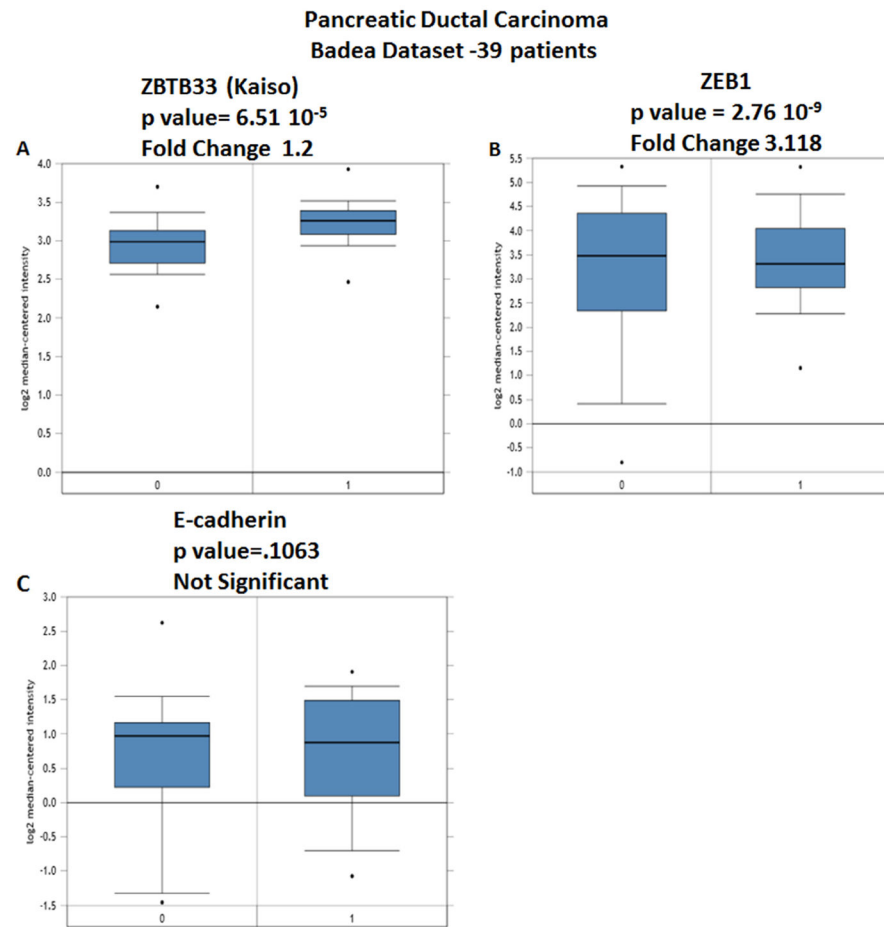 Pancreatic Ductal Carcinoma
Badea Dataset -39 patients
ZBTB33 (Kaiso)
p value= 6.51 10-5
Fold Change 1.2
A
4.0
3.5
3.0
2.5
2.0
1.5
1.0
0.5
0.0
log2 median-centered intensity
0 1
ZEB1
p value = 2.76 10-9
Fold Change 3.118
B
5.5
5.0
4.5
4.0
3.5
3.0
2.5
2.0
1.5
1.0
0.5
0.0
-0.5
-1.0
log2 median-centered intensity
0 1
E-cadherin
p value=.1063
Not Significant
C
3.0
2.5
2.0
1.5
1.0
0.5
0.0
-0.5
-1.0
-1.5
log2 median-centered intensity
0 1